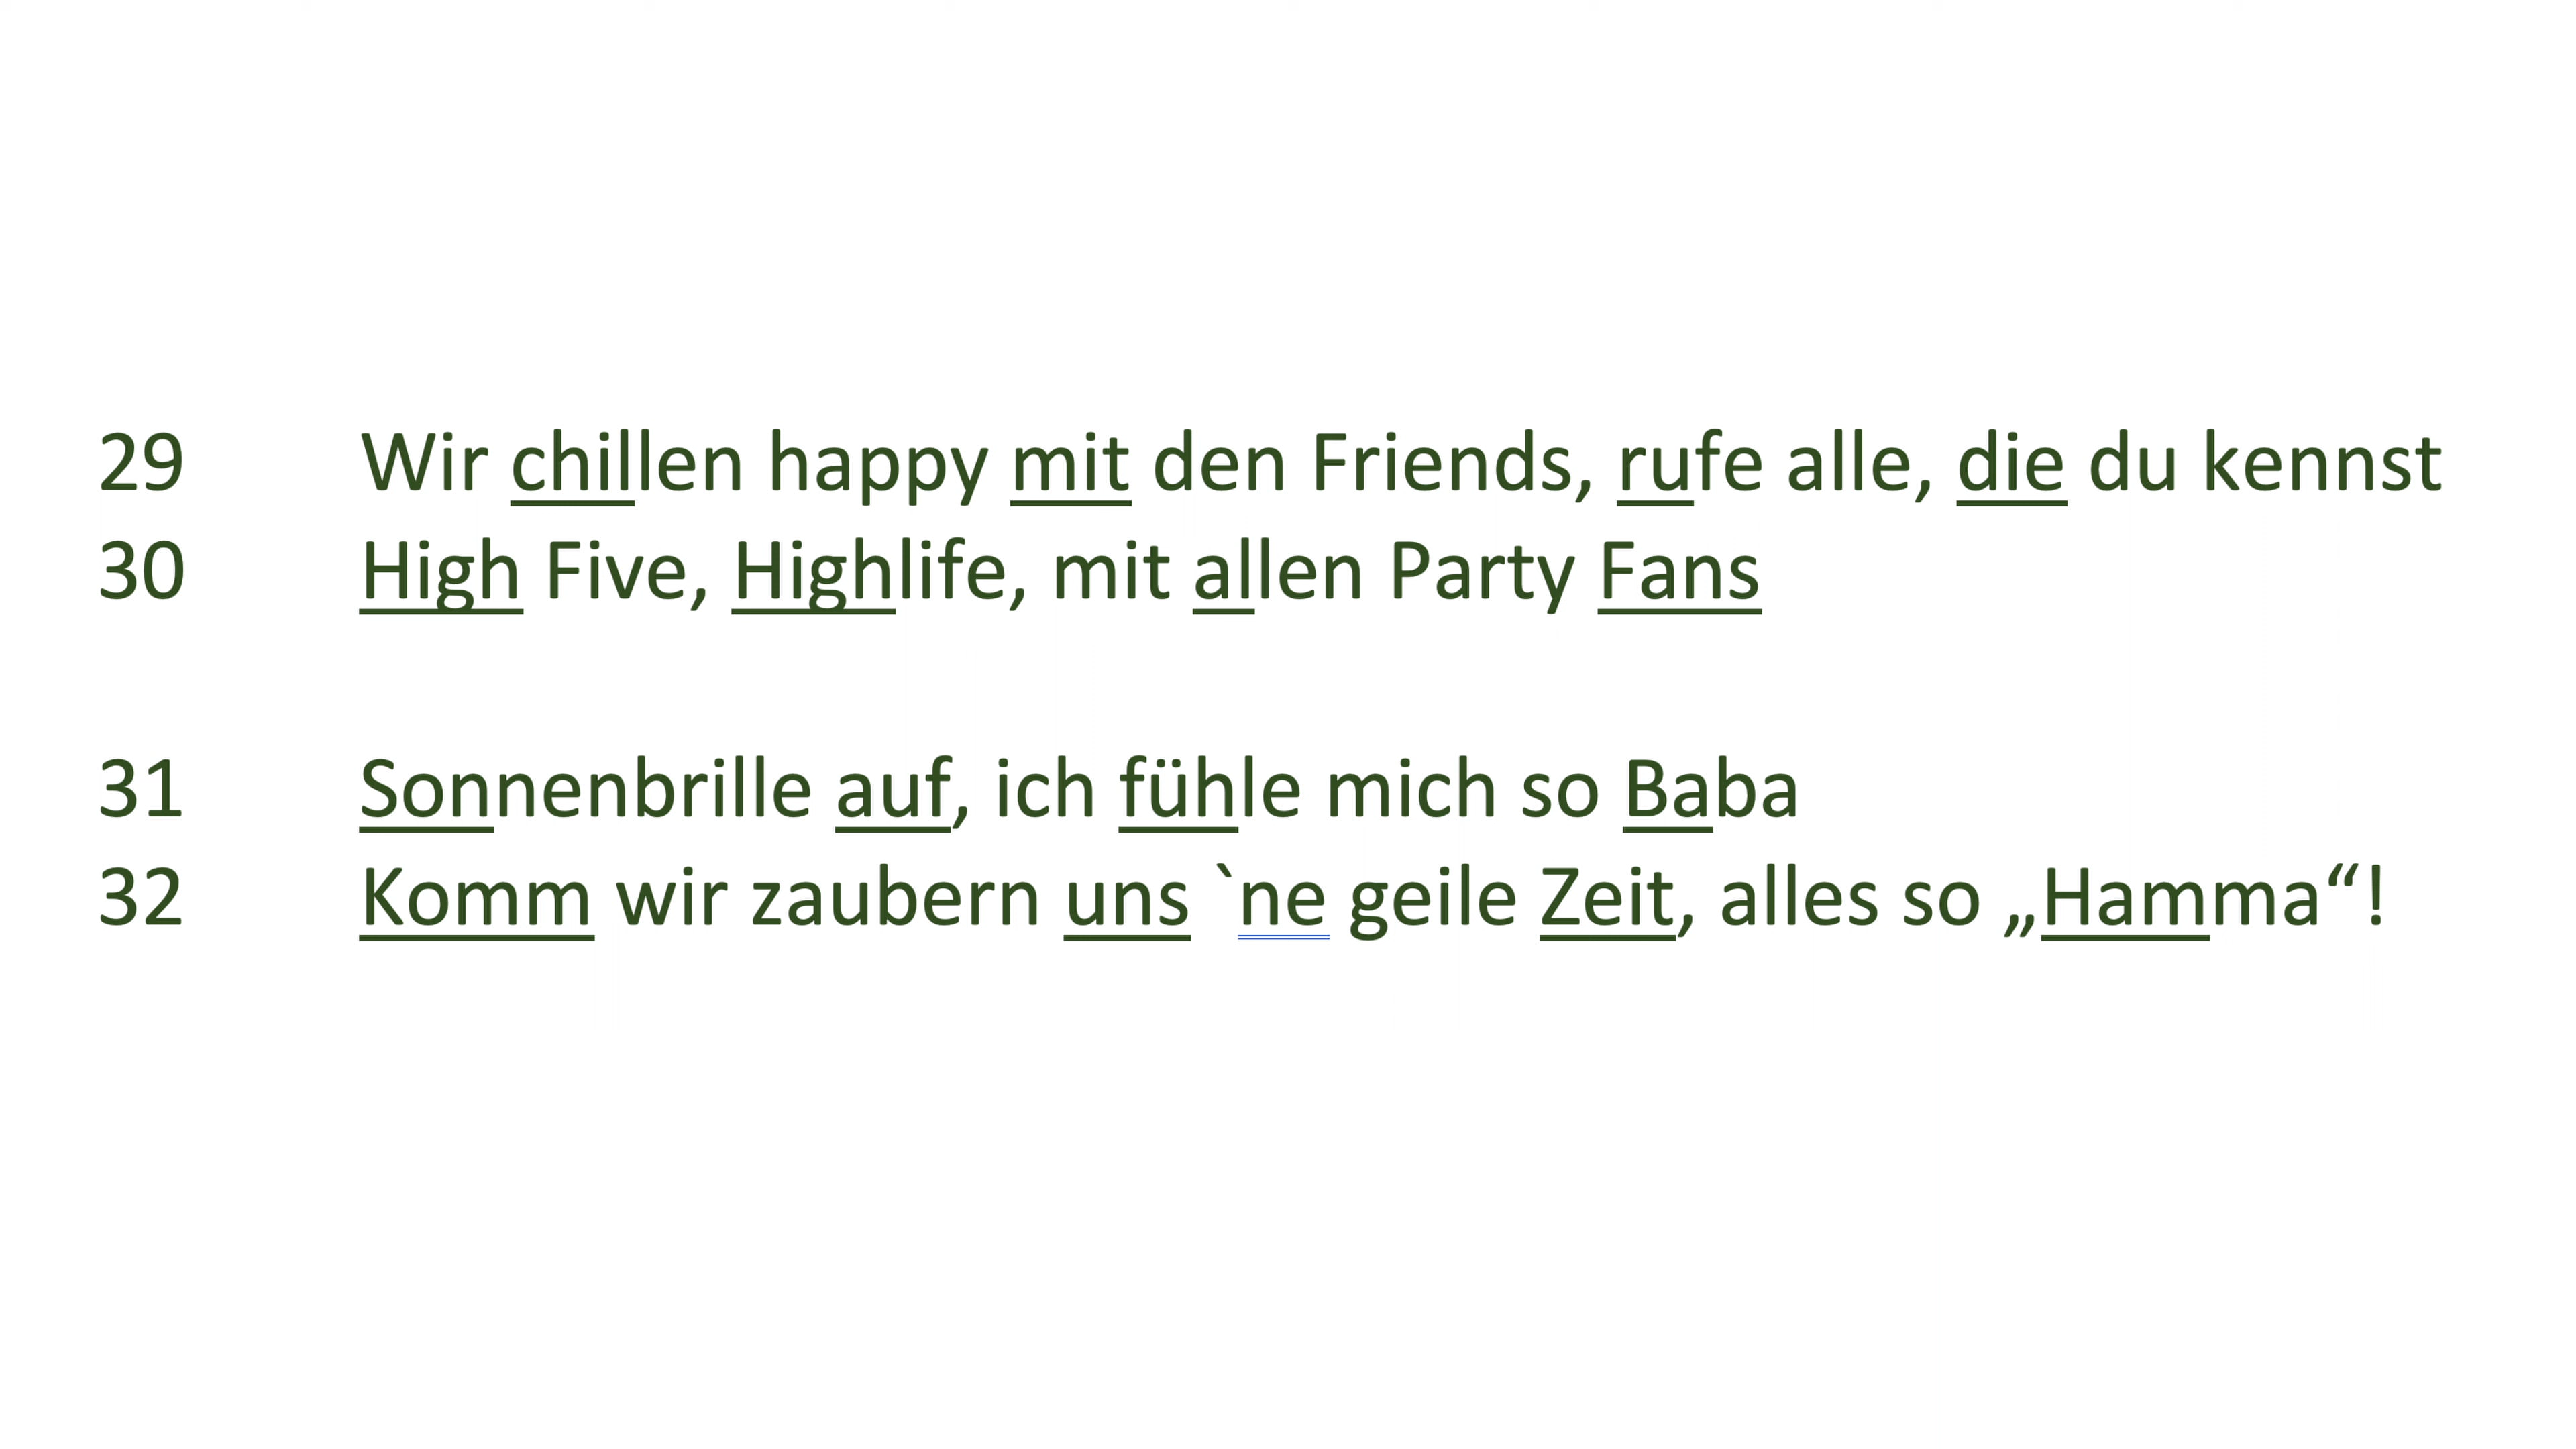 29 Wir chillen happy mit den Friends, rufe alle, die du kennst
30 High Five, Highlife, mit allen Party Fans
31 Sonnenbrille auf, ich fühle mich so Baba
32 Komm wir zaubern uns `ne geile Zeit, alles so „Hamma“!